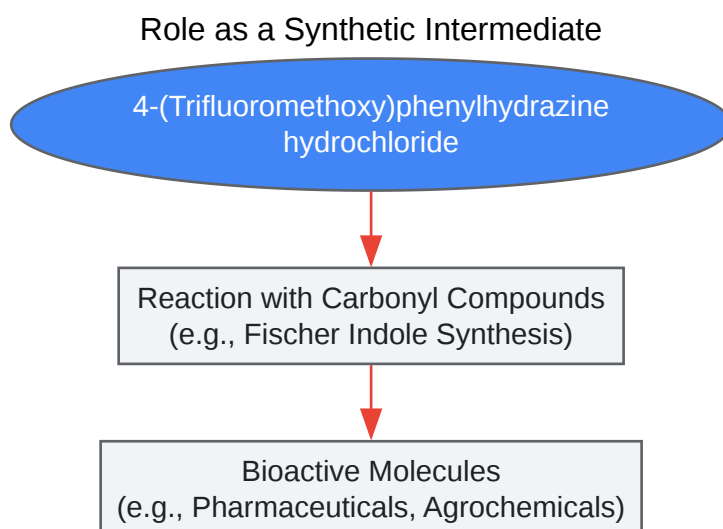 Role as a Synthetic Intermediate
4-(Trifluoromethoxy)phenylhydrazine
hydrochloride
Reaction with Carbonyl Compounds
(e.g., Fischer Indole Synthesis)
Bioactive Molecules
(e.g., Pharmaceuticals, Agrochemicals)